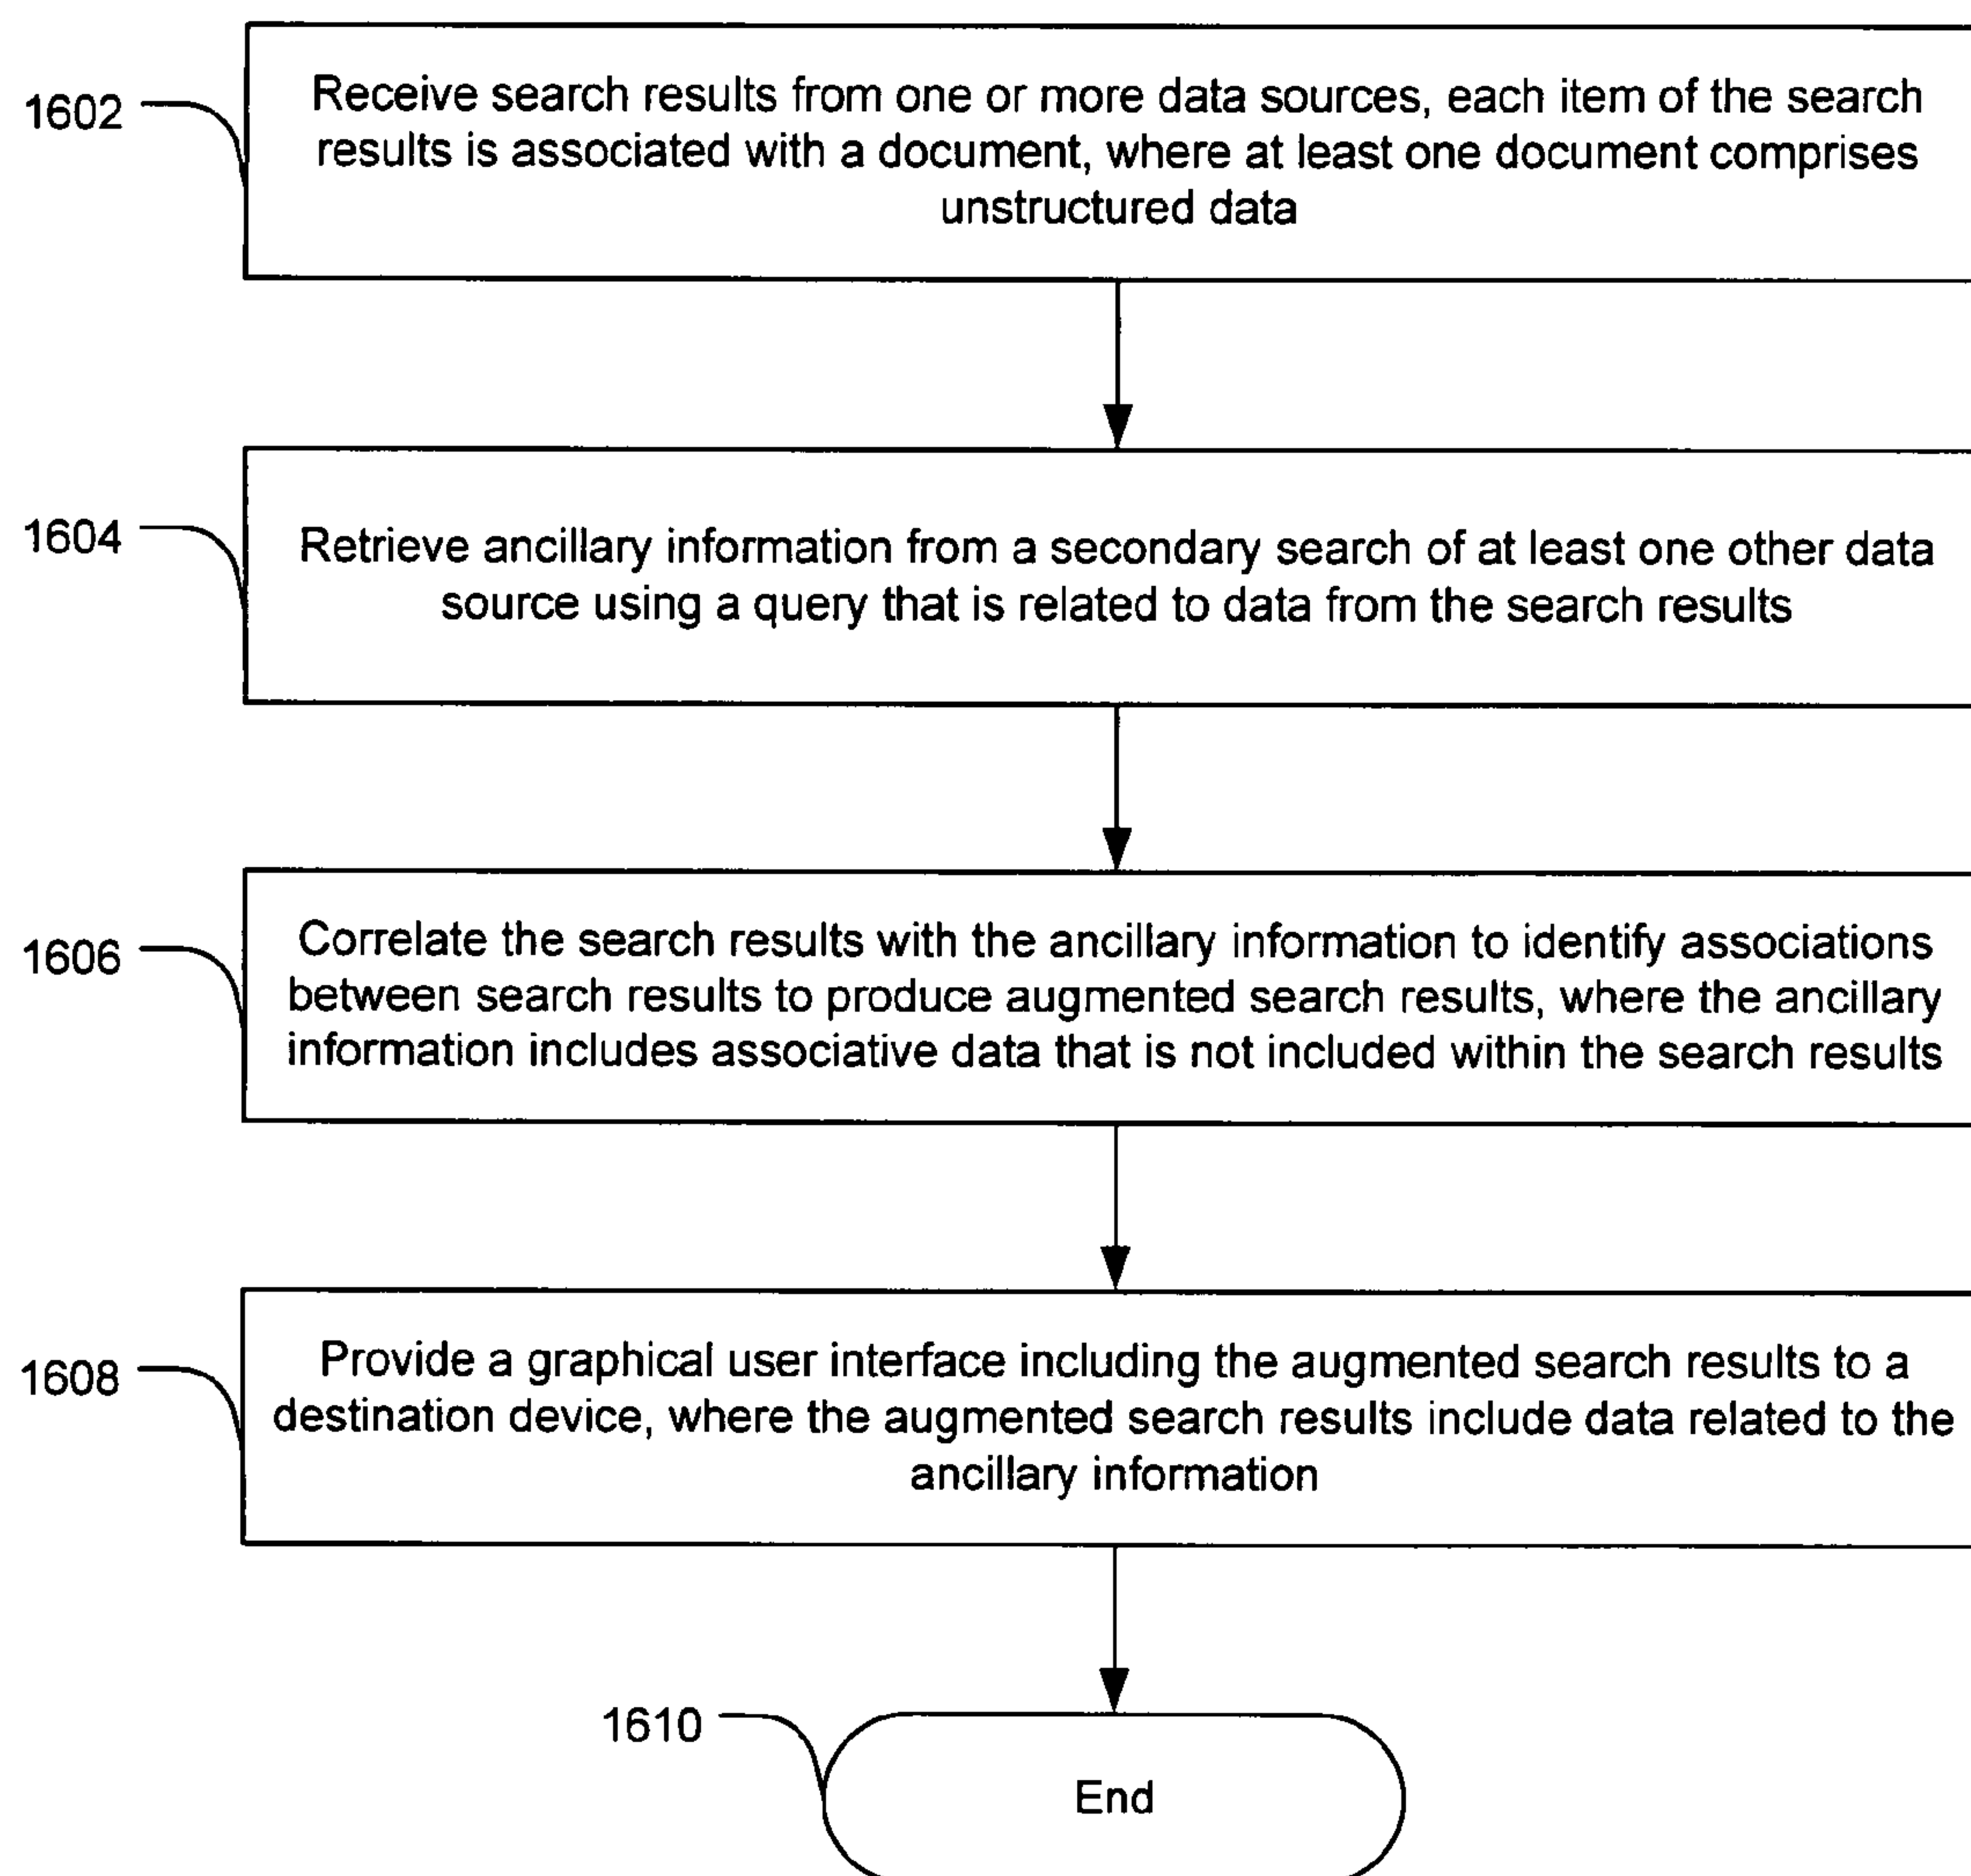 1602
Receive search results from one or more data sources, each item of the search
results is associated with a document, where at least one document comprises
unstructured data
1604
Retrieve ancillary information from a secondary search of at least one other data
source using a query that is related to data from the search results
1606
Correlate the search results with the ancillary information to identify associations
between search results to produce augmented search results, where the ancillary
information includes associative data that is not included within the search results
1608
Provide a graphical user interface including the augmented search results to a
destination device, where the augmented search results include data related to the
ancillary information
1610
End